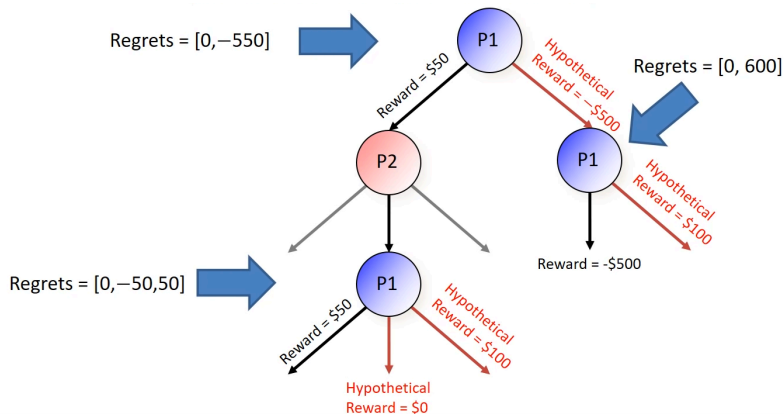 Regrets = [0,−550]
P1
Reward = $50
Hypothetical
Reward = −$500
Regrets = [0, 600]
P2
P1
Hypothetical
Reward = $100
Reward = -$500
Regrets = [0,−50,50]
P1
Reward = $50
Hypothetical
Reward = $100
Hypothetical
Reward = $0